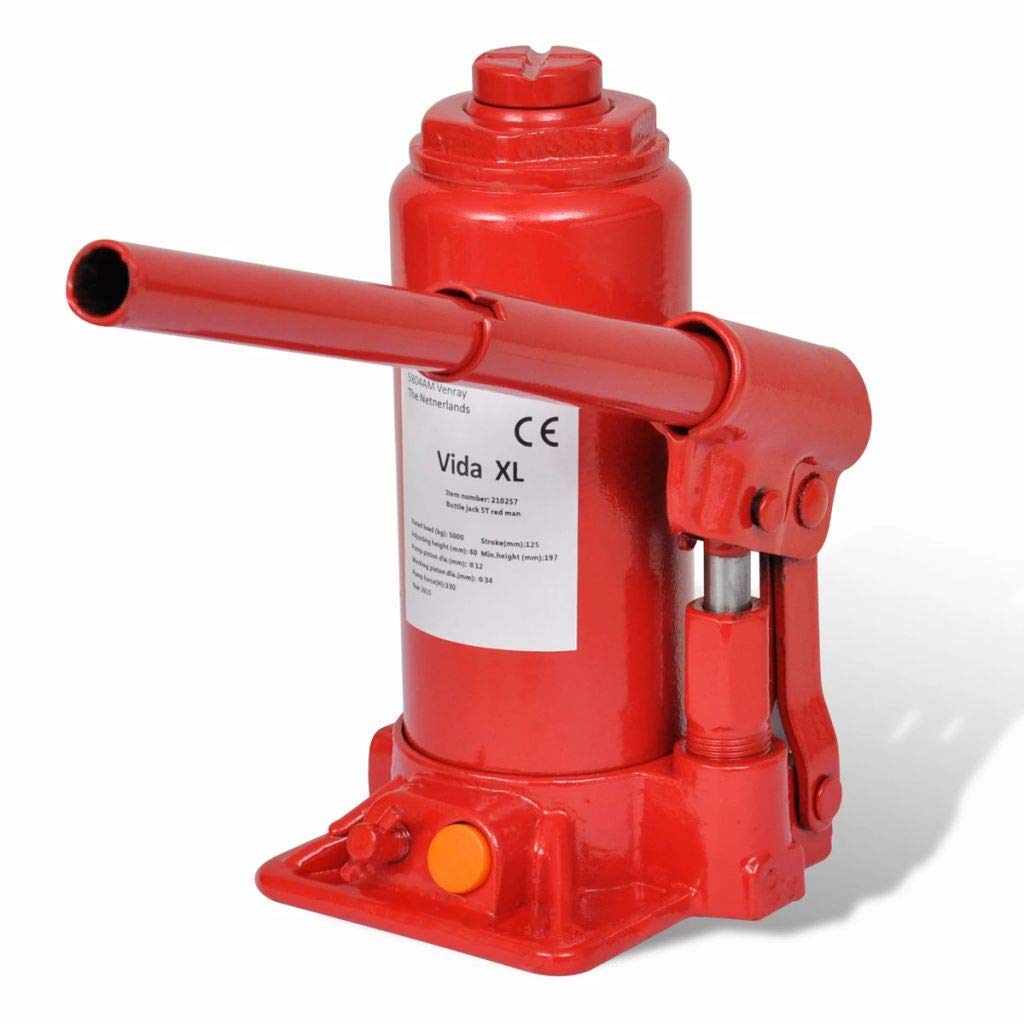 5804AM Venray
The Netnerlands
CE
Vida XL
Item number: 210257
Bottle jack 5T red man
Rated load (kg): 5000 Stroke(mm):125
Adjusting height (mm): 60 Min.height (mm):197
Pump piston dia.(mm): Φ12
Working piston dia.(mm): Φ34
Pump force(N):330
Year 2015